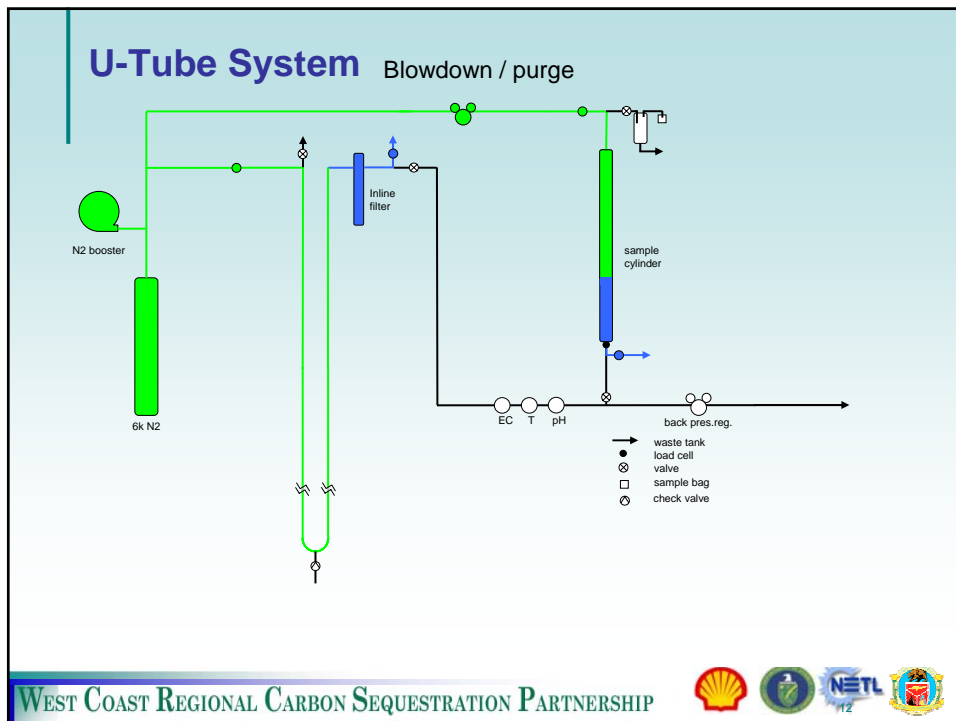 U-Tube System Blowdown / purge
Inline
filter
N2 booster
sample
cylinder
6k N2
EC T pH
back pres.reg.
waste tank
load cell
valve
sample bag
check valve
WEST COAST REGIONAL CARBON SEQUESTRATION PARTNERSHIP
NETL
12